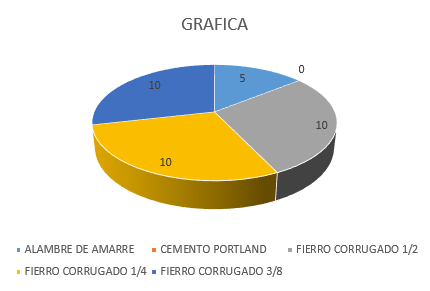 GRAFICA
5
0
10
10
10
ALAMBRE DE AMARRE CEMENTO PORTLAND FIERRO CORRUGADO 1/2
FIERRO CORRUGADO 1/4 FIERRO CORRUGADO 3/8